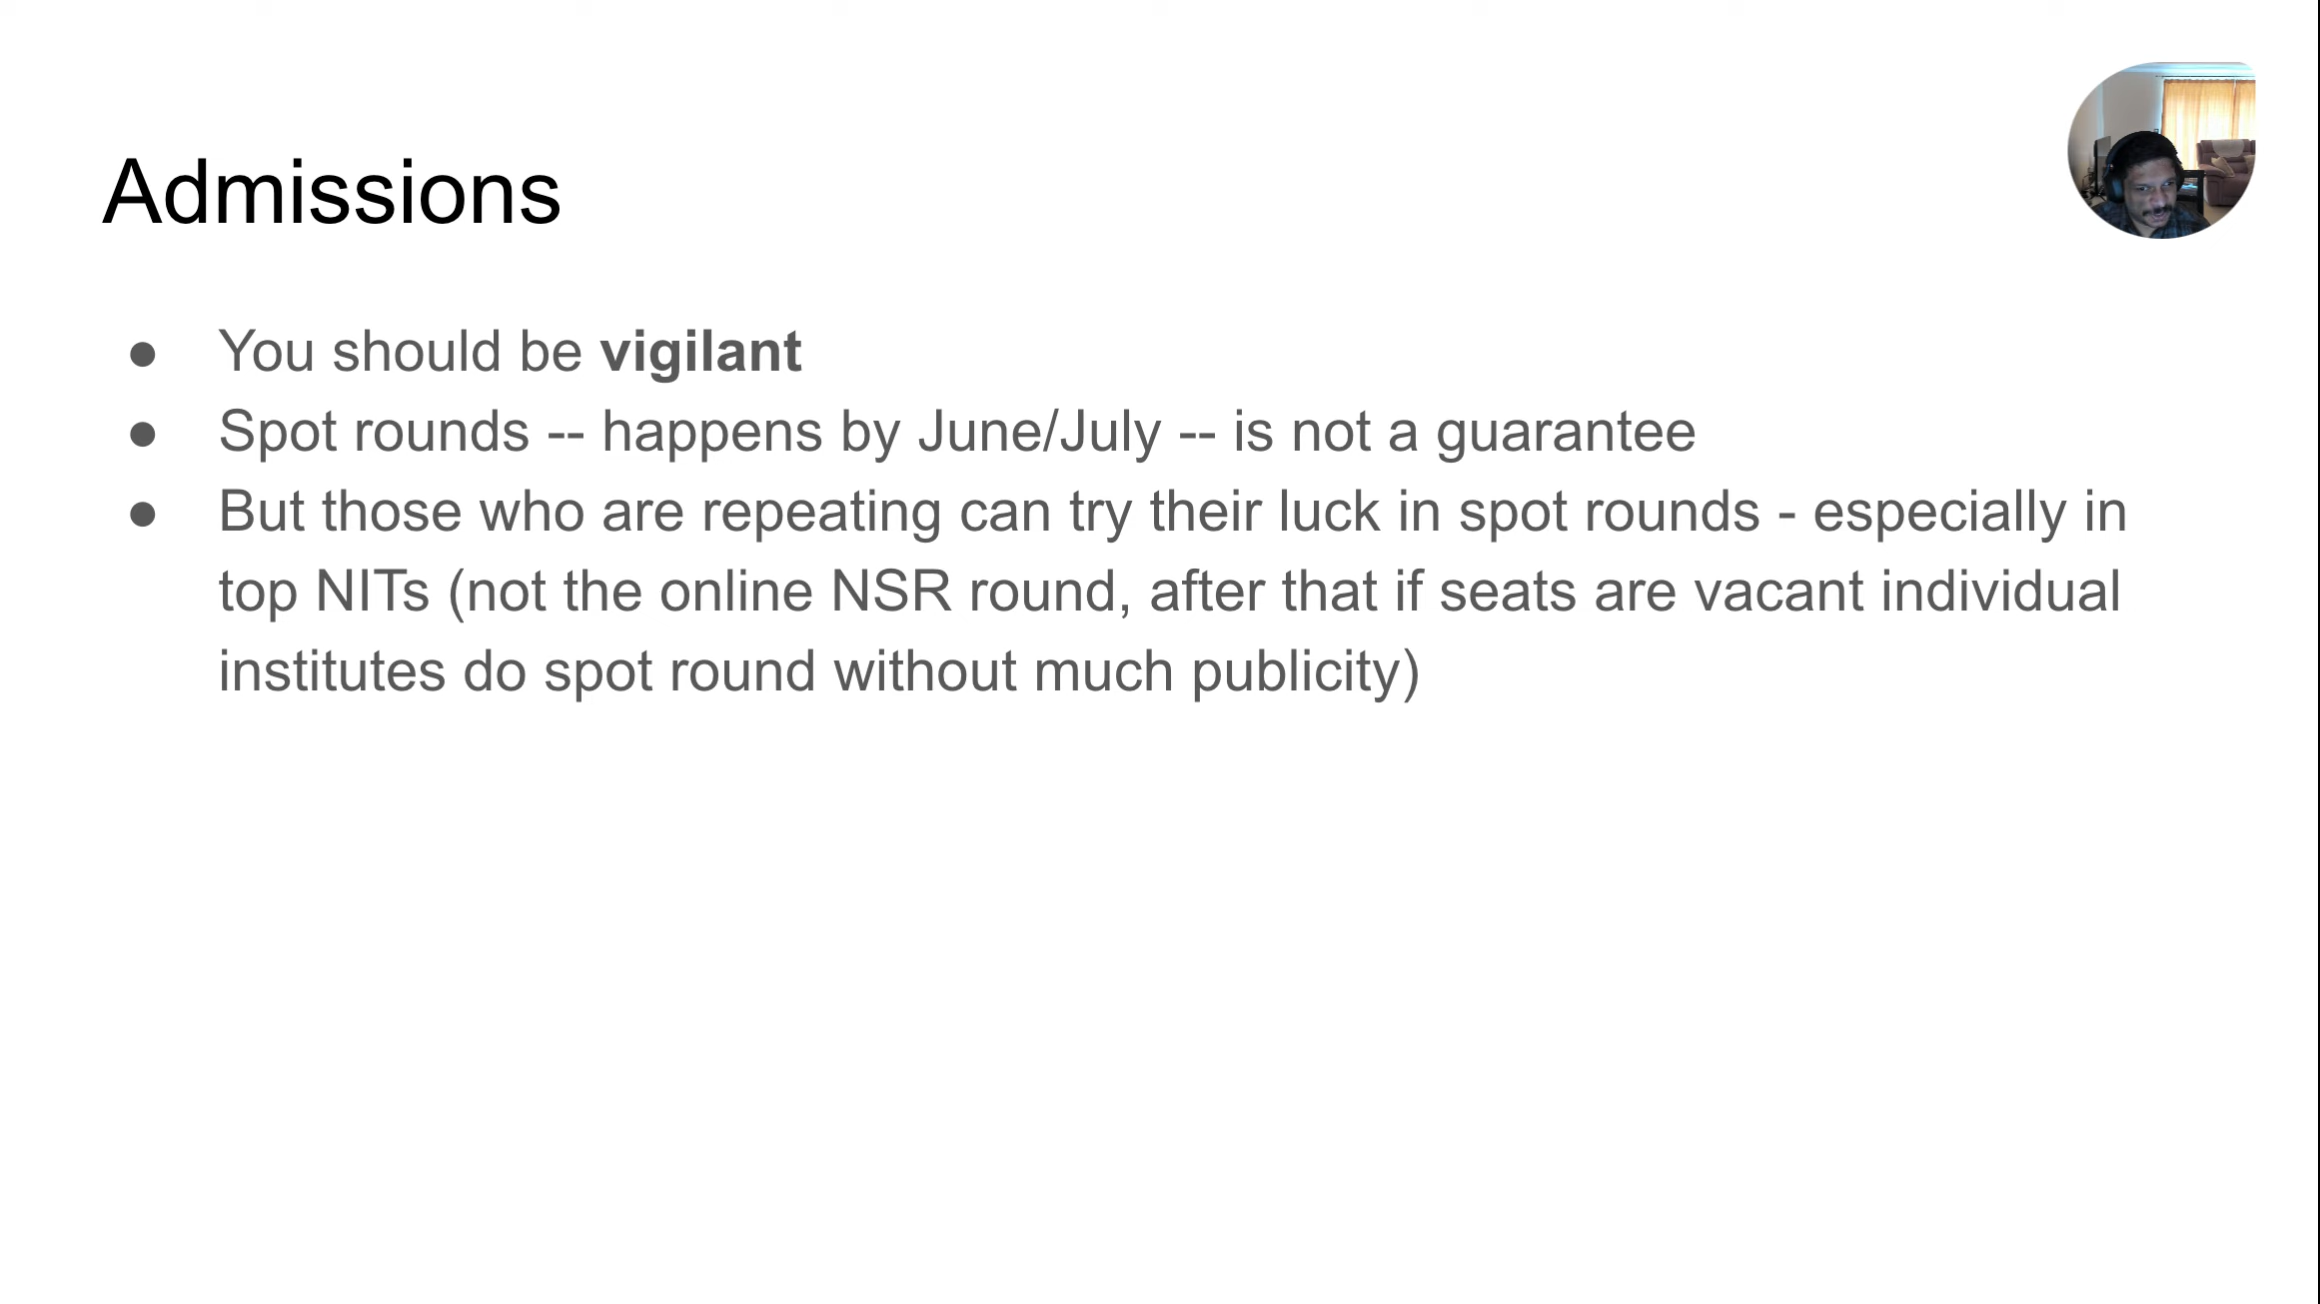 Admissions
● You should be vigilant
● Spot rounds -- happens by June/July -- is not a guarantee
● But those who are repeating can try their luck in spot rounds - especially in
top NITs (not the online NSR round, after that if seats are vacant individual
institutes do spot round without much publicity)